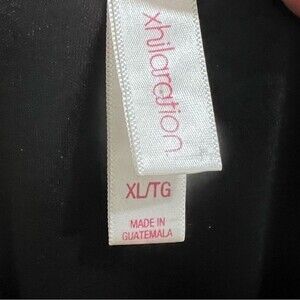 xhilaration
XL/TG
MADE IN
GUATEMALA